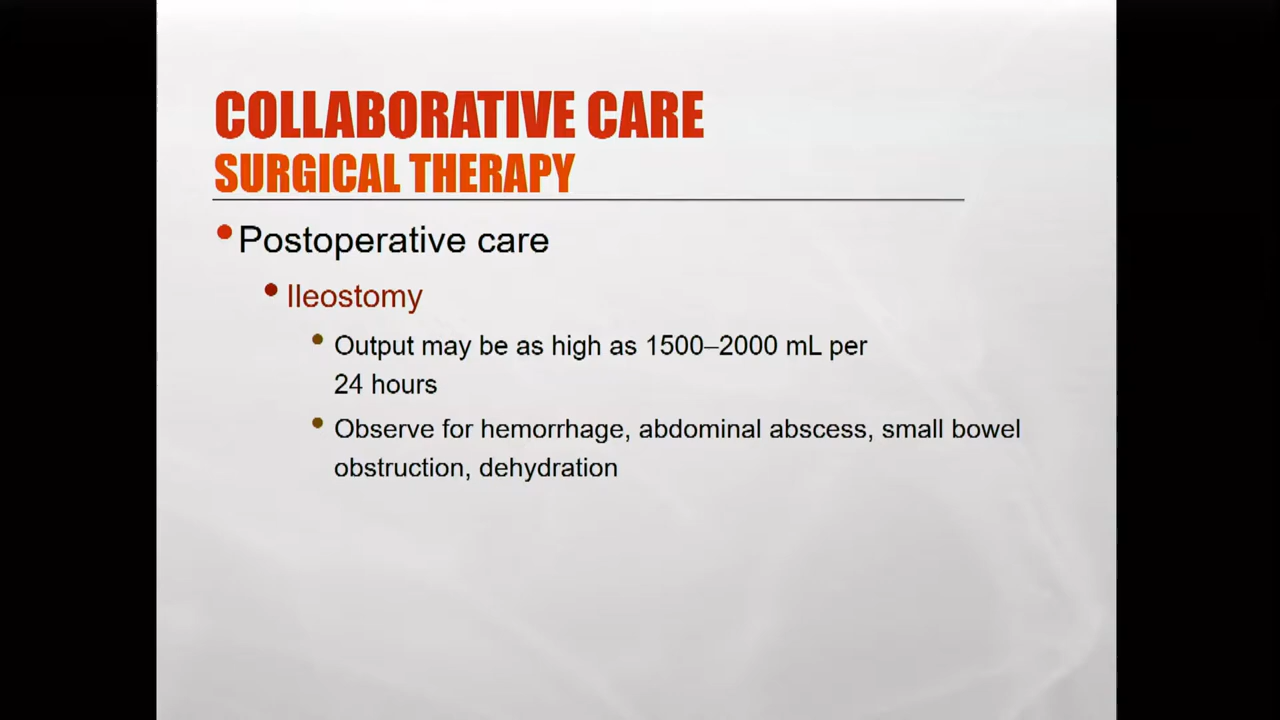 COLLABORATIVE CARE
SURGICAL THERAPY
• Postoperative care
• Ileostomy
• Output may be as high as 1500–2000 mL per
24 hours
• Observe for hemorrhage, abdominal abscess, small bowel
obstruction, dehydration